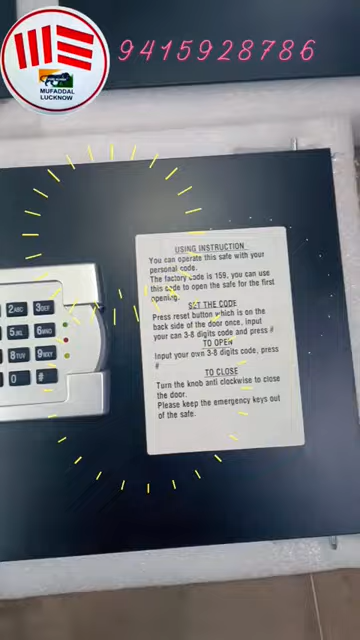 9415928786
MUFADDAL
LUCKNOW
USING INSTRUCTION
You can operate this safe with your
personal code.
The factory code is 159, you can use
this code to open the safe for the first
opening.
SET THE CODE
Press reset button which is on the
back side of the door once, input
your can 3-8 digits code and press #
TO OPEN
Input your own 3-8 digits code, press
#
TO CLOSE
Turn the knob anti clockwise to close
the door.
Please keep the emergency keys out
of the safe.
2ABC 3DEF
5JKL 6MNO
8TUV 9WXY
0 #